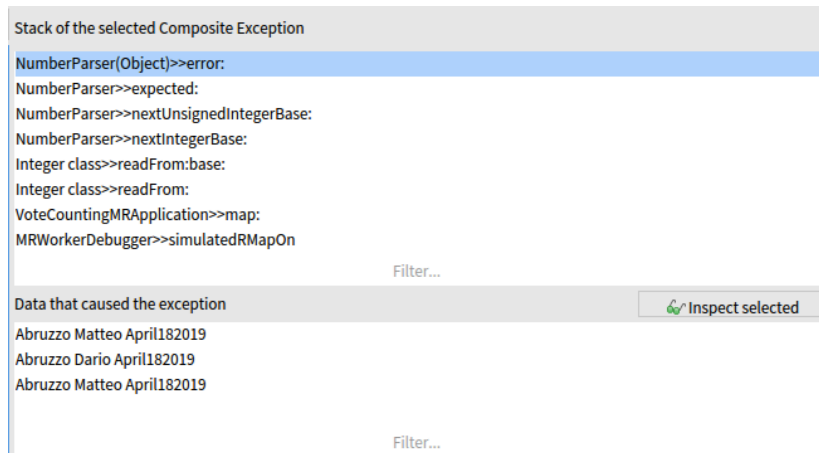 Stack of the selected Composite Exception
NumberParser(Object)>>error:
NumberParser>>expected:
NumberParser>>nextUnsignedIntegerBase:
NumberParser>>nextIntegerBase:
Integer class>>readFrom:base:
Integer class>>readFrom:
VoteCountingMRApplication>>map:
MRWorkerDebugger>>simulatedRMapOn
Filter...
Data that caused the exception
Inspect selected
Abruzzo Matteo April182019
Abruzzo Dario April182019
Abruzzo Matteo April182019
Filter...